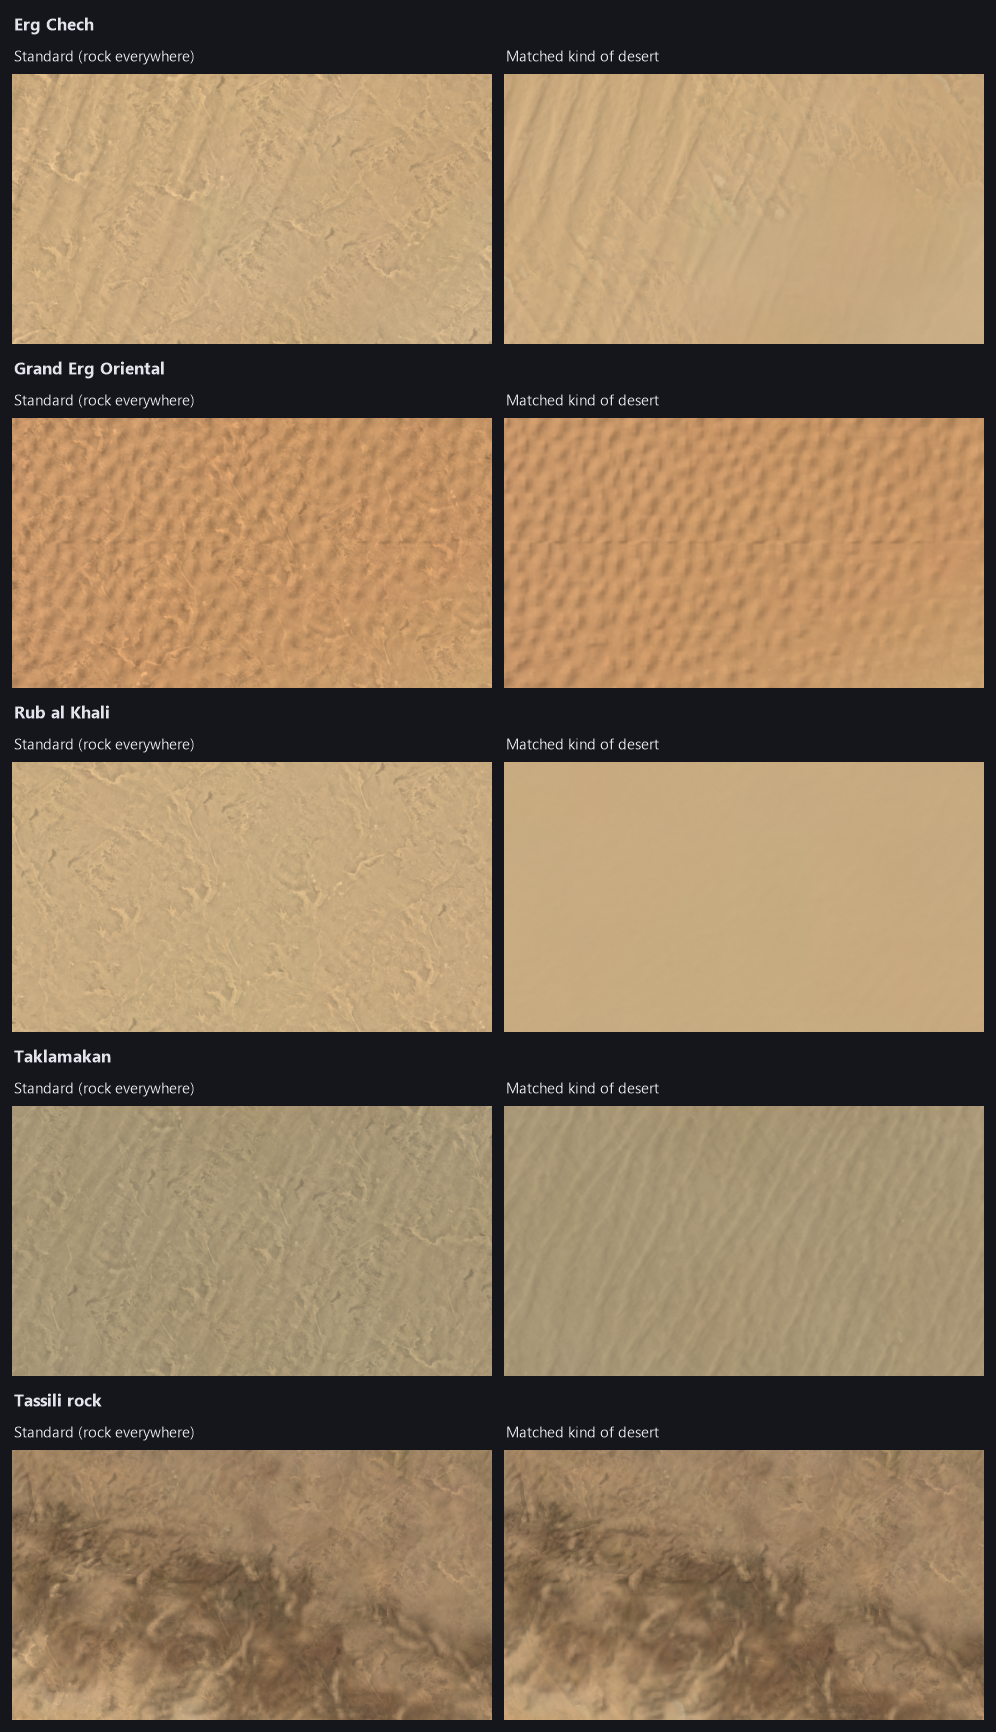 Erg Chech
Standard (rock everywhere)
Matched kind of desert
Grand Erg Oriental
Standard (rock everywhere)
Matched kind of desert
Rub al Khali
Standard (rock everywhere)
Matched kind of desert
Taklamakan
Standard (rock everywhere)
Matched kind of desert
Tassili rock
Standard (rock everywhere)
Matched kind of desert